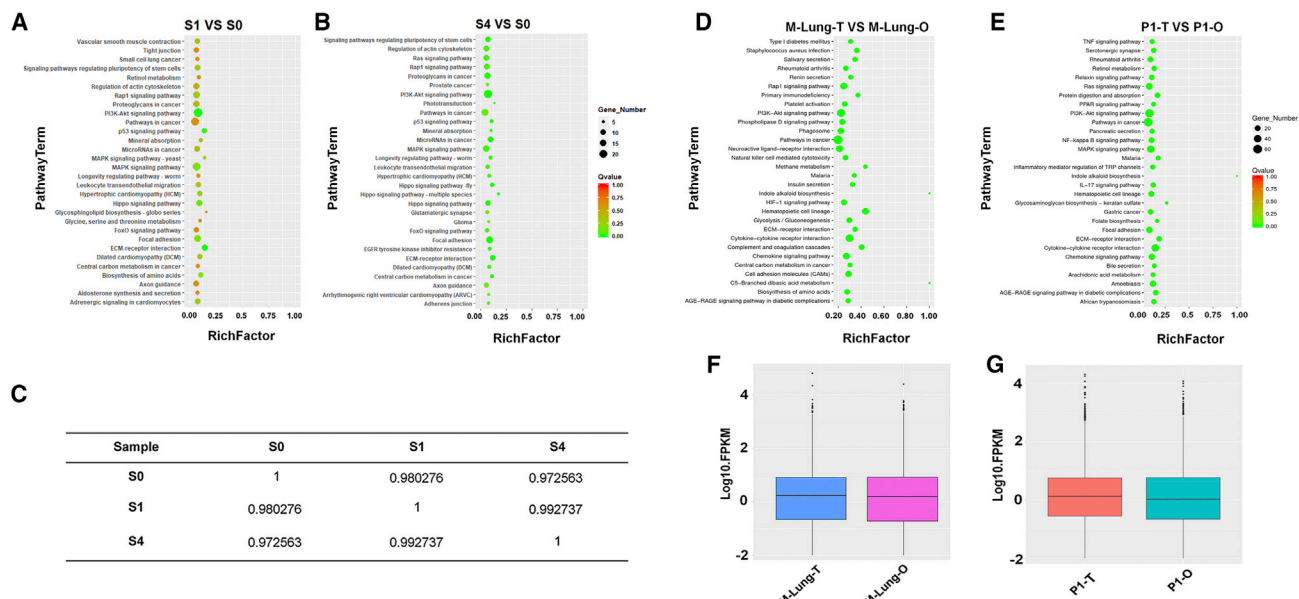 A
S1 VS S0
PathwayTerm
Vascular smooth muscle contraction
Tight junction
Small cell lung cancer
Signaling pathways regulating pluripotency of stem cells
Retinol metabolism
Regulation of actin cytoskeleton
Rap1 signaling pathway
Proteoglycans in cancer
PI3K-Akt signaling pathway
Pathways in cancer
p53 signaling pathway
Mineral absorption
MicroRNAs in cancer
MAPK signaling pathway - yeast
MAPK signaling pathway
Longevity regulating pathway - worm
Leukocyte transendothelial migration
Hypertrophic cardiomyopathy (HCM)
Hippo signaling pathway
Glycosphingolipid biosynthesis - globo series
Glycine, serine and threonine metabolism
FoxO signaling pathway
Focal adhesion
ECM-receptor interaction
Dilated cardiomyopathy (DCM)
Central carbon metabolism in cancer
Biosynthesis of amino acids
Axon guidance
Aldosterone synthesis and secretion
Adrenergic signaling in cardiomyocytes
0.00 0.25 0.50 0.75 1.00
RichFactor
B
S4 VS S0
PathwayTerm
Signaling pathways regulating pluripotency of stem cells
Regulation of actin cytoskeleton
Ras signaling pathway
Rap1 signaling pathway
Proteoglycans in cancer
Prostate cancer
PI3K-Akt signaling pathway
Phototransduction
Pathways in cancer
p53 signaling pathway
Mineral absorption
MicroRNAs in cancer
MAPK signaling pathway
Longevity regulating pathway - worm
Leukocyte transendothelial migration
Hypertrophic cardiomyopathy (HCM)
Hippo signaling pathway -fly
Hippo signaling pathway - multiple species
Hippo signaling pathway
Glutamatergic synapse
Glioma
FoxO signaling pathway
Focal adhesion
EGFR tyrosine kinase inhibitor resistance
ECM-receptor interaction
Dilated cardiomyopathy (DCM)
Central carbon metabolism in cancer
Axon guidance
Arrhythmogenic right ventricular cardiomyopathy (ARVC)
Adherens junction
0.00 0.25 0.50 0.75 1.00
RichFactor
Gene_Number
5
10
15
20
Qvalue
1.00
0.75
0.50
0.25
0.00
D
M-Lung-T VS M-Lung-O
PathwayTerm
Type I diabetes mellitus
Staphylococcus aureus infection
Salivary secretion
Rheumatoid arthritis
Renin secretion
Rap1 signaling pathway
Primary immunodeficiency
Platelet activation
PI3K-Akt signaling pathway
Phospholipase D signaling pathway
Phagosome
Pathways in cancer
Neuroactive ligand-receptor interaction
Natural killer cell mediated cytotoxicity
Methane metabolism
Malaria
Insulin secretion
Indole alkaloid biosynthesis
HIF-1 signaling pathway
Hematopoietic cell lineage
Glycolysis / Gluconeogenesis
ECM-receptor interaction
Cytokine-cytokine receptor interaction
Complement and coagulation cascades
Chemokine signaling pathway
Central carbon metabolism in cancer
Cell adhesion molecules (CAMs)
C5-Branched dibasic acid metabolism
Biosynthesis of amino acids
AGE-RAGE signaling pathway in diabetic complications
0.20 0.40 0.60 0.80 1.0
RichFactor
E
P1-T VS P1-O
PathwayTerm
TNF signaling pathway
Serotonergic synapse
Rheumatoid arthritis
Retinol metabolism
Relaxin signaling pathway
Ras signaling pathway
Protein digestion and absorption
PPAR signaling pathway
PI3K-Akt signaling pathway
Pathways in cancer
Pancreatic secretion
NF-kappa B signaling pathway
MAPK signaling pathway
Malaria
Inflammatory mediator regulation of TRP channels
Indole alkaloid biosynthesis
IL-17 signaling pathway
Hematopoietic cell lineage
Glycosaminoglycan biosynthesis - keratan sulfate
Gastric cancer
Folate biosynthesis
Focal adhesion
ECM-receptor interaction
Cytokine-cytokine receptor interaction
Chemokine signaling pathway
Bile secretion
Arachidonic acid metabolism
Amoebiasis
AGE-RAGE signaling pathway in diabetic complications
African trypanosomiasis
0.00 0.25 0.50 0.75 1.00
RichFactor
Gene_Number
20
40
60
Qvalue
1.00
0.75
0.50
0.25
0.00
C
Sample S0 S1 S4
S0 1 0.980276 0.972563
S1 0.980276 1 0.992737
S4 0.972563 0.992737 1
F
Log10.FPKM
4
2
0
-2
M-Lung-T
M-Lung-O
G
Log10.FPKM
4
2
0
-2
P1-T
P1-O